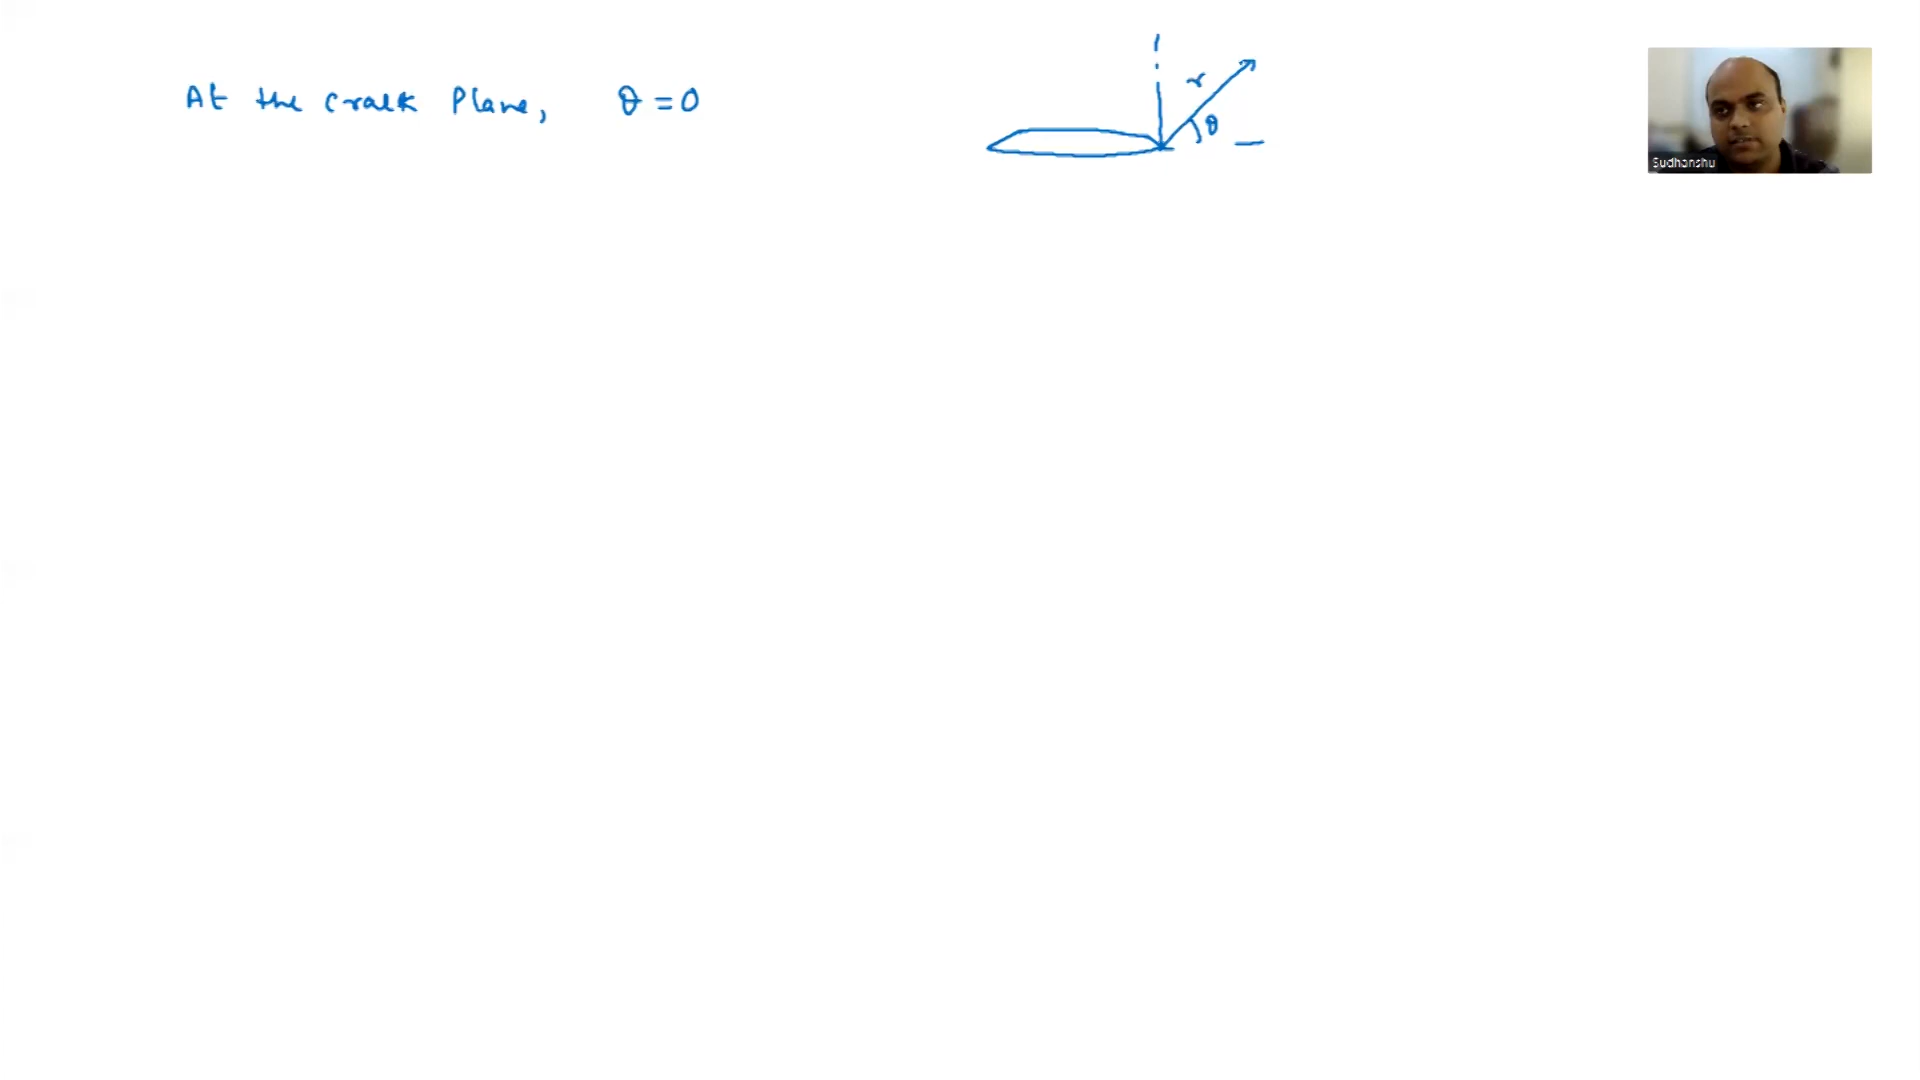 At the crack Plane, θ = 0
r
θ
Sudhanshu